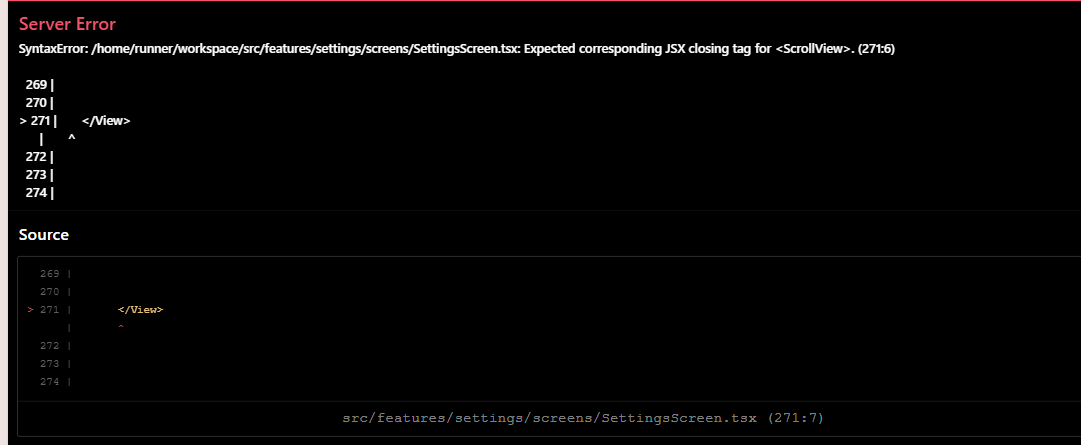 Server Error
SyntaxError: /home/runner/workspace/src/features/settings/screens/SettingsScreen.tsx: Expected corresponding JSX closing tag for <ScrollView>. (271:6)
269 |
270 |
> 271 |       </View>
|       ^
272 |
273 |
274 |
Source
269 |
270 |
> 271 |       </View>
|       ^
272 |
273 |
274 |
src/features/settings/screens/SettingsScreen.tsx (271:7)